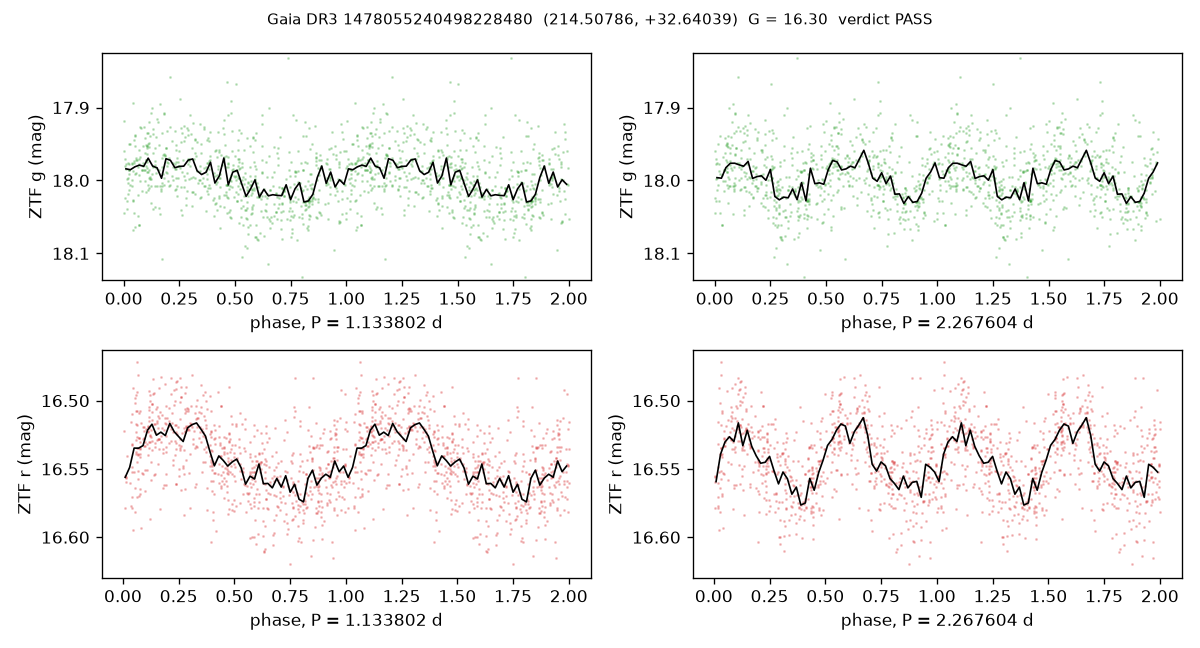 Gaia DR3 1478055240498228480 (214.50786, +32.64039) G = 16.30 verdict PASS
ZTF g (mag)
17.9
18.0
18.1
0.00 0.25 0.50 0.75 1.00 1.25 1.50 1.75 2.00
phase, P = 1.133802 d
ZTF g (mag)
17.9
18.0
18.1
0.00 0.25 0.50 0.75 1.00 1.25 1.50 1.75 2.00
phase, P = 2.267604 d
ZTF r (mag)
16.50
16.55
16.60
0.00 0.25 0.50 0.75 1.00 1.25 1.50 1.75 2.00
phase, P = 1.133802 d
ZTF r (mag)
16.50
16.55
16.60
0.00 0.25 0.50 0.75 1.00 1.25 1.50 1.75 2.00
phase, P = 2.267604 d